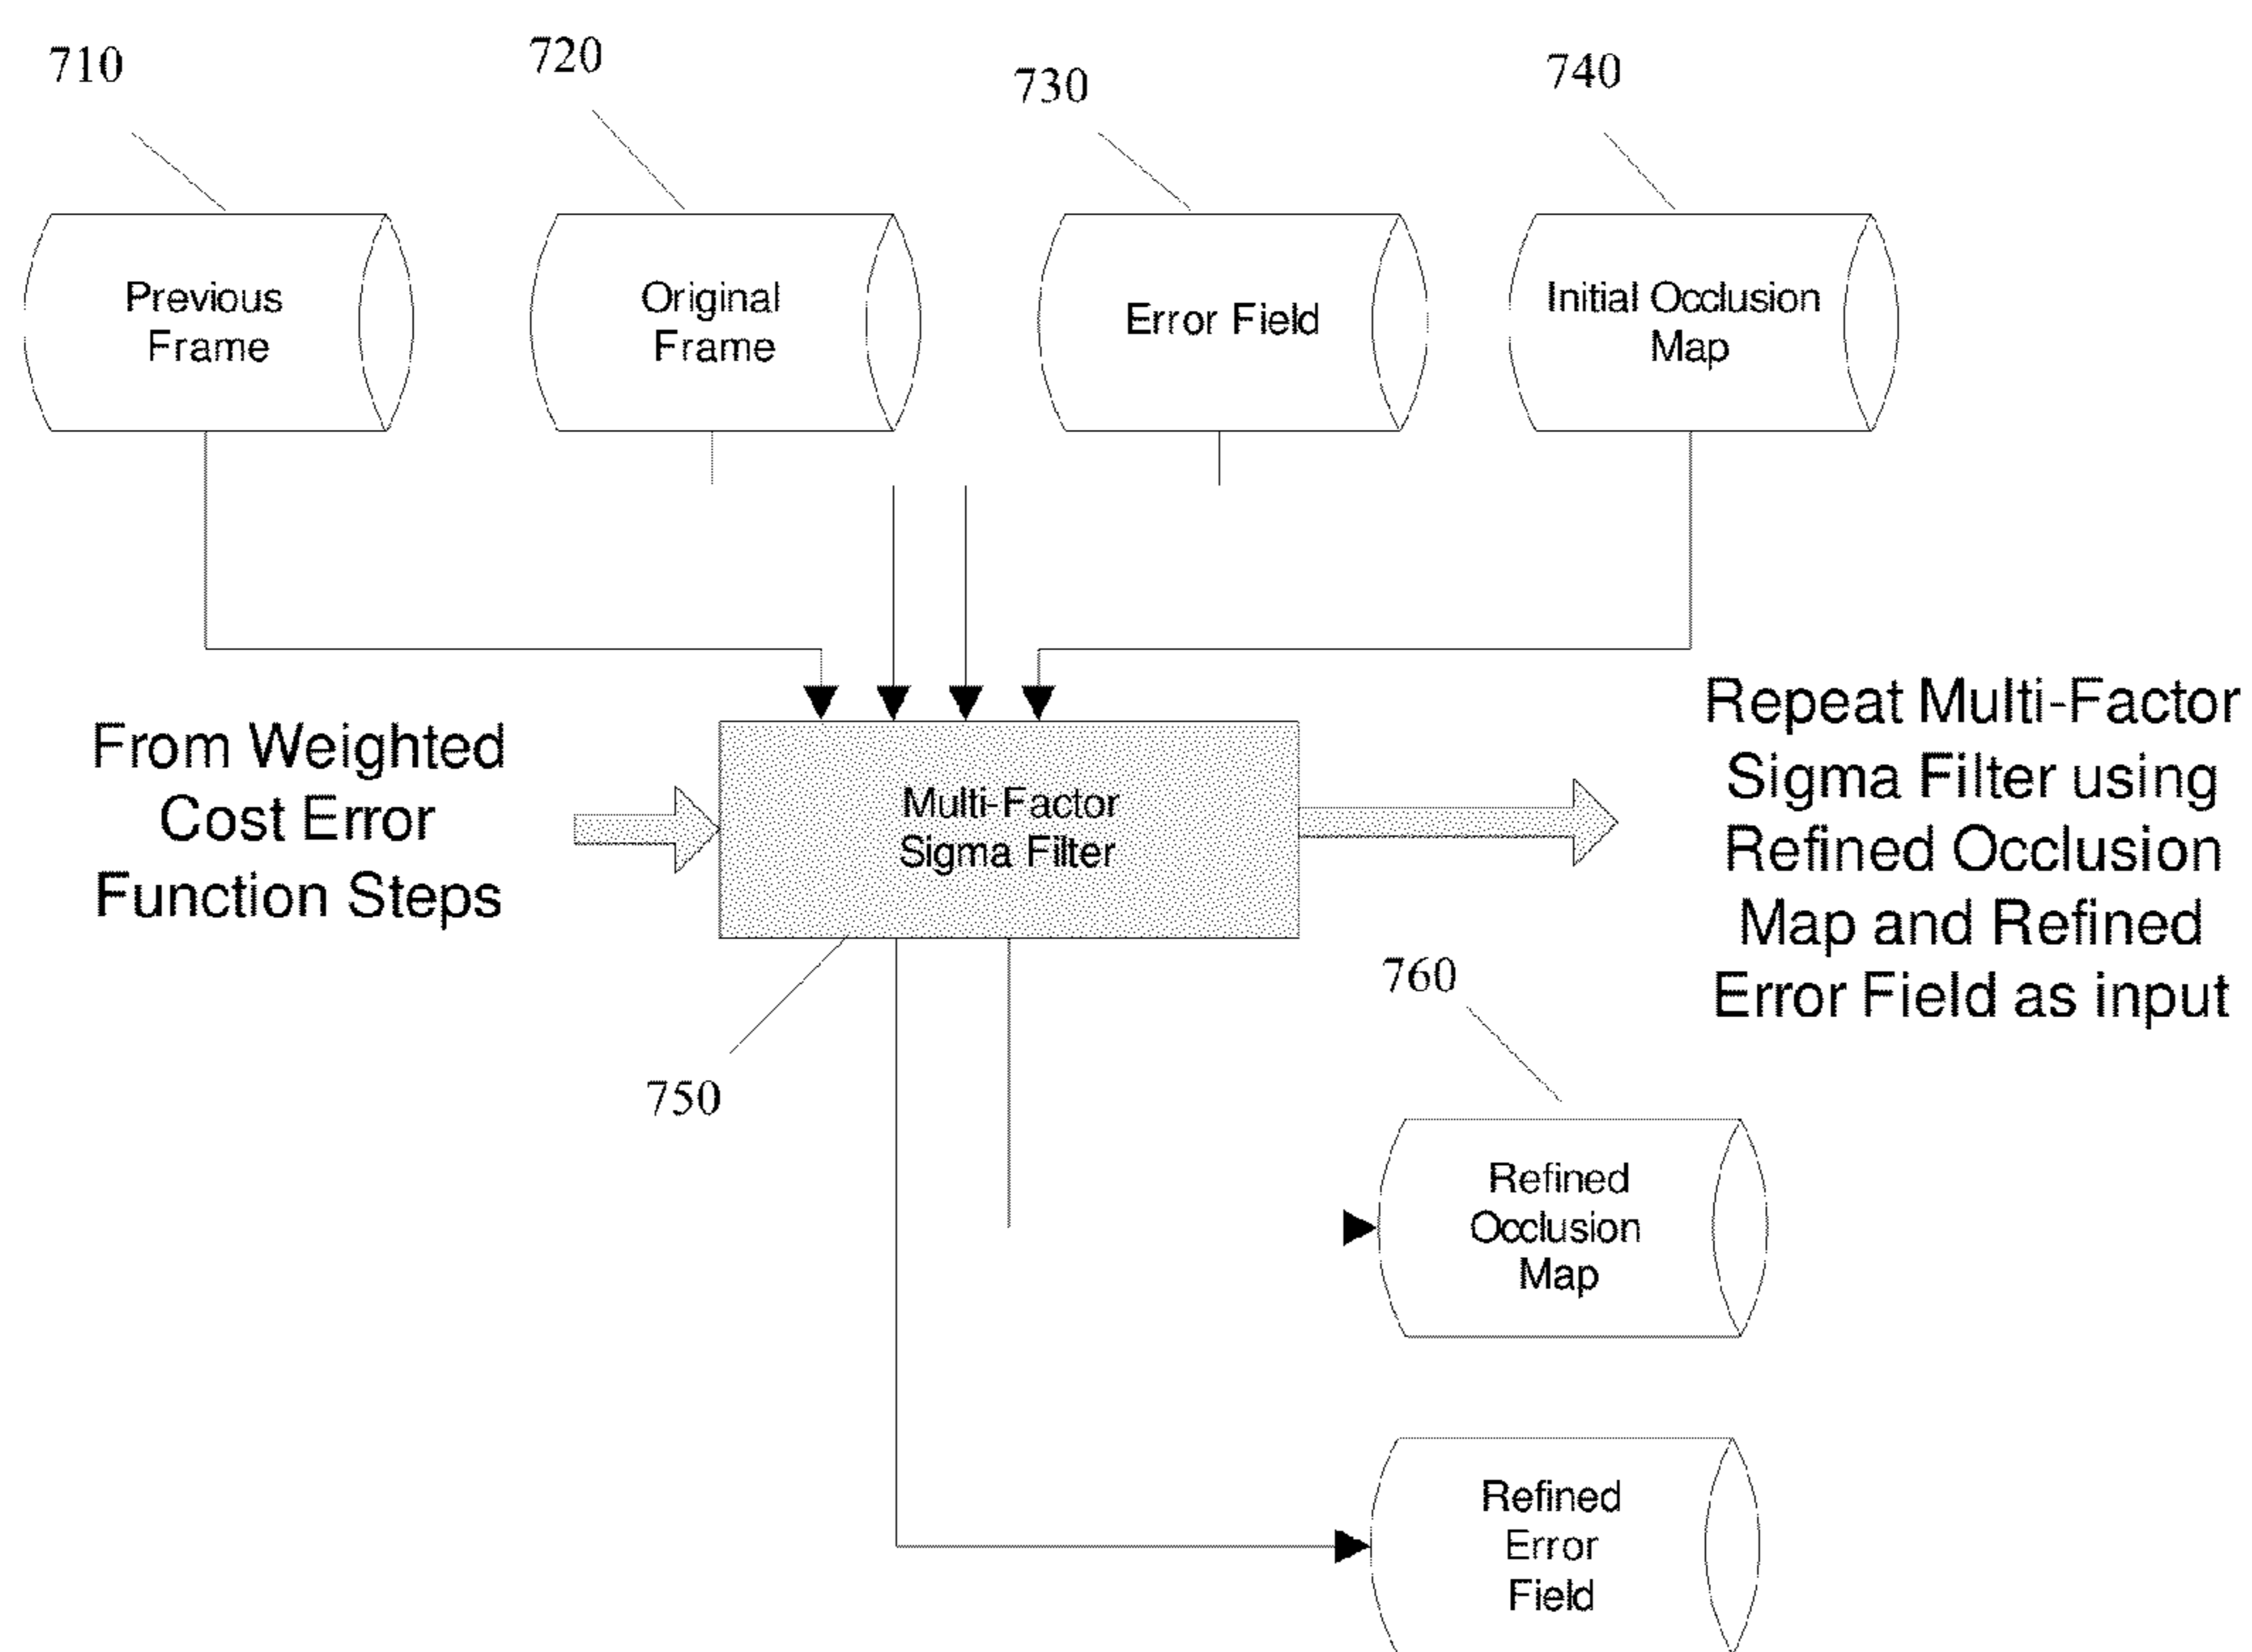 710
720
730
740
Previous
Frame
Original
Frame
Error Field
Initial Occlusion
Map
From Weighted
Cost Error
Function Steps
Multi-Factor
Sigma Filter
Repeat Multi-Factor
Sigma Filter using
Refined Occlusion
Map and Refined
Error Field as input
750
760
Refined
Occlusion
Map
Refined
Error
Field